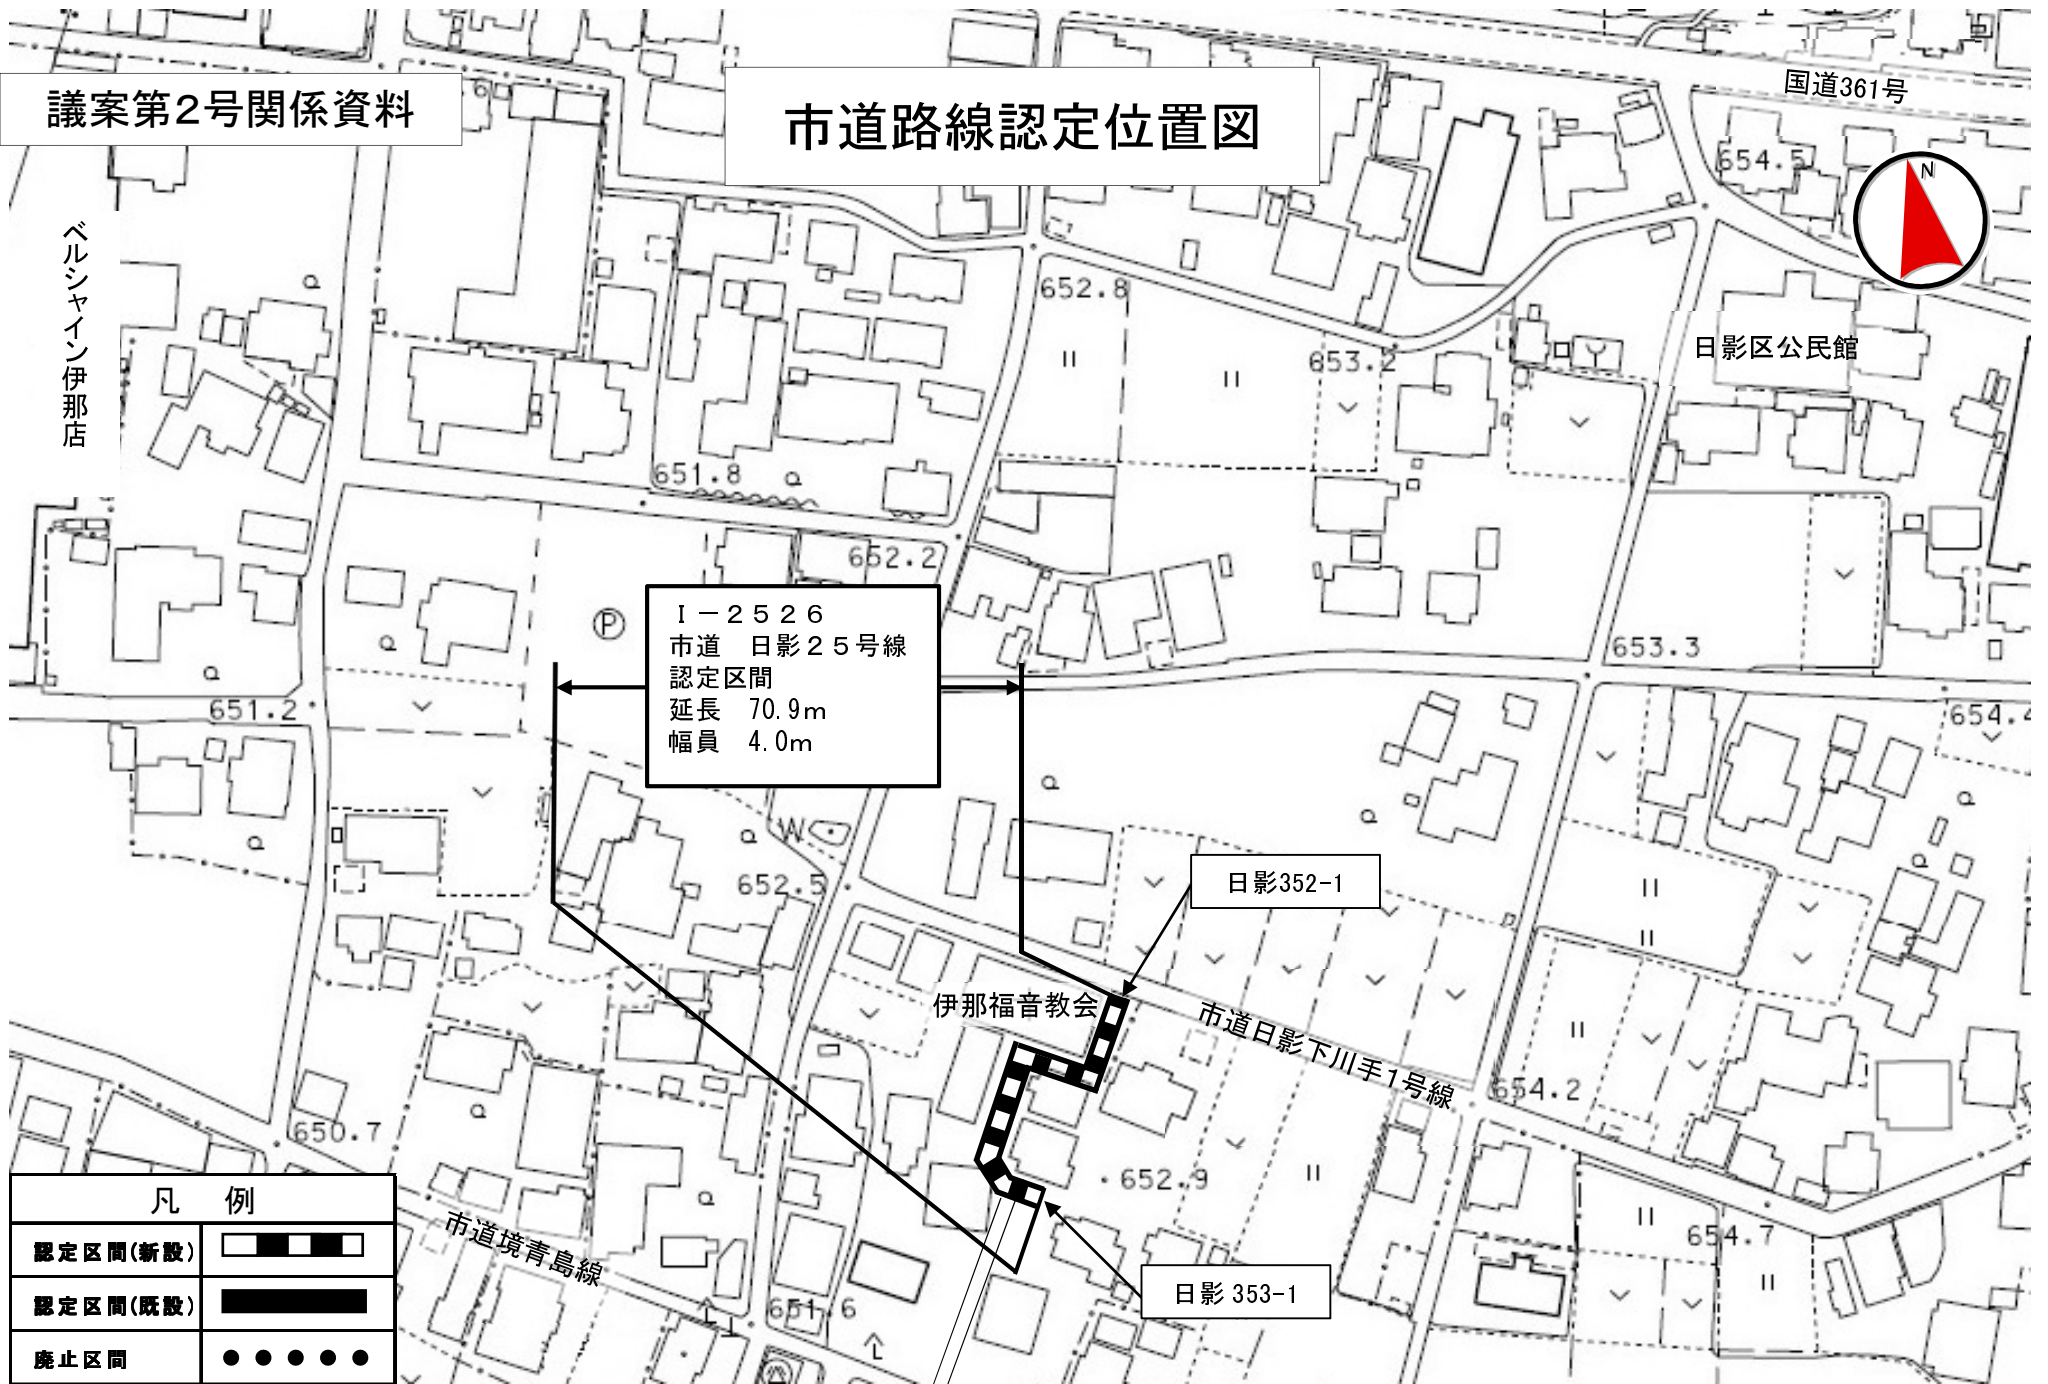 議案第2号関係資料
市道路線認定位置図
国道361号
N
654.5
ベルシャイン伊那店
652.8
653.2
日影区公民館
651.8
652.2
Ｉ－２５２６
市道　日影２５号線
認定区間
延長　70.9ｍ
幅員　4.0ｍ
P
653.3
651.2
654.4
W
652.5
日影352-1
伊那福音教会
市道日影下川手１号線
654.2
650.7
652.9
市道境青島線
654.7
日影 353-1
651.6
凡　例
認定区間(新設)
認定区間(既設)
廃止区間